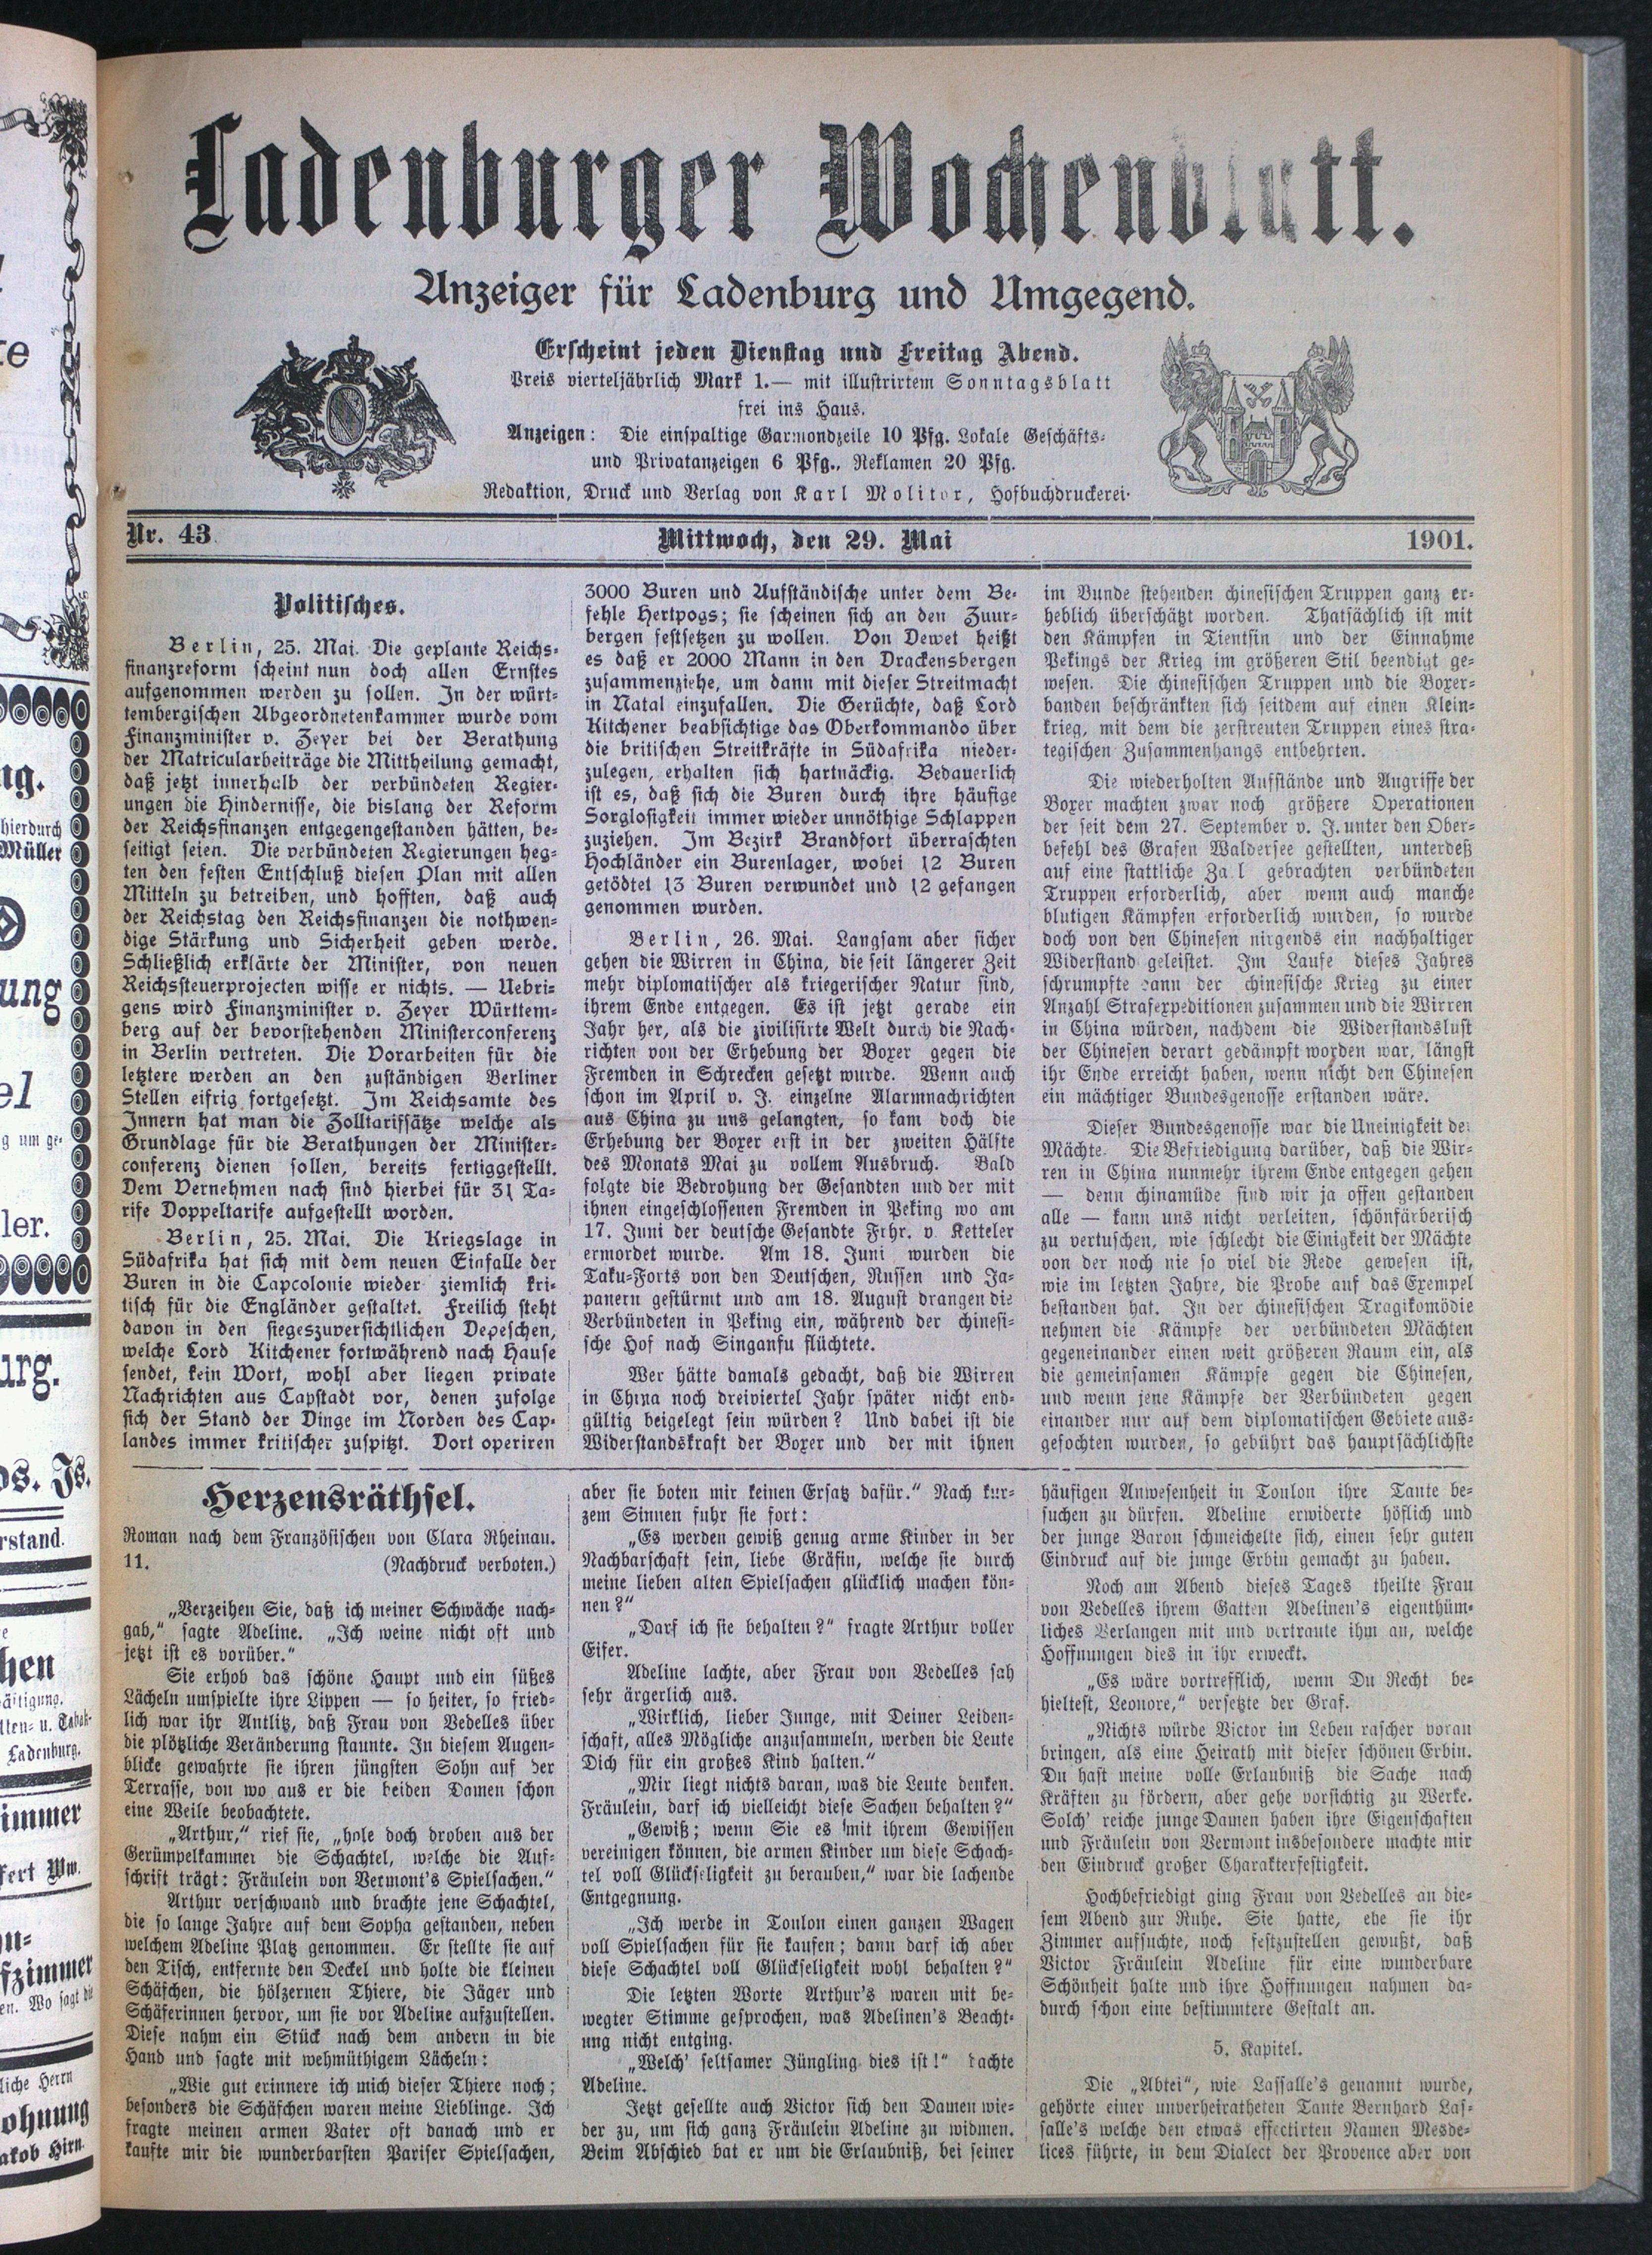 Ladenburger Wochenblatt.
Anzeiger für Ladenburg und Umgegend.
Erscheint jeden Dienstag und Freitag Abend.
Preis vierteljährlich Mark 1.— mit illustrirtem Sonntagsblatt
frei ins Haus.
Anzeigen: Die einspaltige Garmondzeile 10 Pfg. Lokale Geschäfts-
und Privatanzeigen 6 Pfg., Reklamen 20 Pfg.
Redaktion, Druck und Verlag von Karl Molitor, Hofbuchdruckerei.
Nr. 43
Mittwoch, den 29. Mai
1901.
Politisches.
Berlin, 25. Mai. Die geplante Reichs-
finanzreform scheint nun doch allen Ernstes
aufgenommen werden zu sollen. In der würt-
tembergischen Abgeordnetenkammer wurde vom
Finanzminister v. Zeyer bei der Berathung
der Matricularbeiträge die Mittheilung gemacht,
daß jetzt innerhalb der verbündeten Regier-
ungen die Hindernisse, die bislang der Reform
der Reichsfinanzen entgegengestanden hätten, be-
seitigt seien. Die verbündeten Regierungen heg-
ten den festen Entschluß diesen Plan mit allen
Mitteln zu betreiben, und hofften, daß auch
der Reichstag den Reichsfinanzen die nothwen-
dige Stärkung und Sicherheit geben werde.
Schließlich erklärte der Minister, von neuen
Reichssteuerprojecten wisse er nichts. — Uebri-
gens wird Finanzminister v. Zeyer Württem-
berg auf der bevorstehenden Ministerconferenz
in Berlin vertreten. Die Vorarbeiten für die
letztere werden an den zuständigen Berliner
Stellen eifrig fortgesetzt. Im Reichsamte des
Innern hat man die Zolltarifsätze welche als
Grundlage für die Berathungen der Minister-
conferenz dienen sollen, bereits fertiggestellt.
Dem Vernehmen nach sind hierbei für 31 Ta-
rife Doppeltarife aufgestellt worden.
Berlin, 25. Mai. Die Kriegslage in
Südafrika hat sich mit dem neuen Einfalle der
Buren in die Capcolonie wieder ziemlich kri-
tisch für die Engländer gestaltet. Freilich steht
davon in den siegeszuversichtlichen Depeschen,
welche Lord Kitchener fortwährend nach Hause
sendet, kein Wort, wohl aber liegen private
Nachrichten aus Capstadt vor, denen zufolge
sich der Stand der Dinge im Norden des Cap-
landes immer kritischer zuspitzt. Dort operiren
3000 Buren und Aufständische unter dem Be-
fehle Hertpogs; sie scheinen sich an den Zuur-
bergen festsetzen zu wollen. Von Dewet heißt
es daß er 2000 Mann in den Drackensbergen
zusammenziehe, um dann mit dieser Streitmacht
in Natal einzufallen. Die Gerüchte, daß Lord
Kitchener beabsichtige das Oberkommando über
die britischen Streitkräfte in Südafrika nieder-
zulegen, erhalten sich hartnäckig. Bedauerlich
ist es, daß sich die Buren durch ihre häufige
Sorglosigkeit immer wieder unnöthige Schlappen
zuziehen. Im Bezirk Brandfort überraschten
Hochländer ein Burenlager, wobei 12 Buren
getödtet 13 Buren verwundet und 12 gefangen
genommen wurden.
Berlin, 26. Mai. Langsam aber sicher
gehen die Wirren in China, die seit längerer Zeit
mehr diplomatischer als kriegerischer Natur sind,
ihrem Ende entgegen. Es ist jetzt gerade ein
Jahr her, als die zivilisirte Welt durch die Nach-
richten von der Erhebung der Boxer gegen die
Fremden in Schrecken gesetzt wurde. Wenn auch
schon im April v. J. einzelne Alarmnachrichten
aus China zu uns gelangten, so kam doch die
Erhebung der Boxer erst in der zweiten Hälfte
des Monats Mai zu vollem Ausbruch. Bald
folgte die Bedrohung der Gesandten und der mit
ihnen eingeschlossenen Fremden in Peking wo am
17. Juni der deutsche Gesandte Frhr. v. Ketteler
ermordet wurde. Am 18. Juni wurden die
Taku-Forts von den Deutschen, Russen und Ja-
panern gestürmt und am 18. August drangen die
Verbündeten in Peking ein, während der chinesi-
sche Hof nach Singanfu flüchtete.
Wer hätte damals gedacht, daß die Wirren
in China noch dreiviertel Jahr später nicht end-
gültig beigelegt sein würden? Und dabei ist die
Widerstandskraft der Boxer und der mit ihnen
im Bunde stehenden chinesischen Truppen ganz er-
heblich überschätzt worden. Thatsächlich ist mit
den Kämpfen in Tientsin und der Einnahme
Pekings der Krieg im größeren Stil beendigt ge-
wesen. Die chinesischen Truppen und die Boxer-
banden beschränkten sich seitdem auf einen Klein-
krieg, mit dem die zerstreuten Truppen eines stra-
tegischen Zusammenhangs entbehrten.
Die wiederholten Aufstände und Angriffe der
Boxer machten zwar noch größere Operationen
der seit dem 27. September v. J. unter den Ober-
befehl des Grafen Waldersee gestellten, unterdeß
auf eine stattliche Zahl gebrachten verbündeten
Truppen erforderlich, aber wenn auch manche
blutigen Kämpfen erforderlich wurden, so wurde
doch von den Chinesen nirgends ein nachhaltiger
Widerstand geleistet. Im Laufe dieses Jahres
schrumpfte dann der chinesische Krieg zu einer
Anzahl Strafexpeditionen zusammen und die Wirren
in China würden, nachdem die Widerstandslust
der Chinesen derart gedämpft worden war, längst
ihr Ende erreicht haben, wenn nicht den Chinesen
ein mächtiger Bundesgenosse erstanden wäre.
Dieser Bundesgenosse war die Uneinigkeit der
Mächte. Die Befriedigung darüber, daß die Wir-
ren in China nunmehr ihrem Ende entgegen gehen
— denn chinamüde sind wir ja offen gestanden
alle — kann uns nicht verleiten, schönfärberisch
zu vertuschen, wie schlecht die Einigkeit der Mächte
von der noch nie so viel die Rede gewesen ist,
wie im letzten Jahre, die Probe auf das Exempel
bestanden hat. In der chinesischen Tragikomödie
nehmen die Kämpfe der verbündeten Mächten
gegeneinander einen weit größeren Raum ein, als
die gemeinsamen Kämpfe gegen die Chinesen,
und wenn jene Kämpfe der Verbündeten gegen
einander nur auf dem diplomatischen Gebiete aus-
gefochten wurden, so gebührt das hauptsächlichste
Herzensräthsel.
Roman nach dem Französischen von Clara Rheinau.
11. (Nachdruck verboten.)
„Verzeihen Sie, daß ich meiner Schwäche nach-
gab,“ sagte Adeline. „Ich weine nicht oft und
jetzt ist es vorüber.“
Sie erhob das schöne Haupt und ein süßes
Lächeln umspielte ihre Lippen — so heiter, so fried-
lich war ihr Antlitz, daß Frau von Vedelles über
die plötzliche Veränderung staunte. In diesem Augen-
blicke gewahrte sie ihren jüngsten Sohn auf der
Terrasse, von wo aus er die beiden Damen schon
eine Weile beobachtete.
„Arthur,“ rief sie, „hole doch droben aus der
Gerümpelkammer die Schachtel, welche die Auf-
schrift trägt: Fräulein von Vermont's Spielsachen.“
Arthur verschwand und brachte jene Schachtel,
die so lange Jahre auf dem Sopha gestanden, neben
welchem Adeline Platz genommen. Er stellte sie auf
den Tisch, entfernte den Deckel und holte die kleinen
Schäfchen, die hölzernen Thiere, die Jäger und
Schäferinnen hervor, um sie vor Adeline aufzustellen.
Diese nahm ein Stück nach dem andern in die
Hand und sagte mit wehmüthigem Lächeln:
„Wie gut erinnere ich mich dieser Thiere noch;
besonders die Schäfchen waren meine Lieblinge. Ich
fragte meinen armen Vater oft danach und er
kaufte mir die wunderbarsten Pariser Spielsachen,
aber sie boten mir keinen Ersatz dafür.“ Nach kur-
zem Sinnen fuhr sie fort:
„Es werden gewiß genug arme Kinder in der
Nachbarschaft sein, liebe Gräfin, welche sie durch
meine lieben alten Spielsachen glücklich machen kön-
nen?“
„Darf ich sie behalten?“ fragte Arthur voller
Eifer.
Adeline lachte, aber Frau von Vedelles sah
sehr ärgerlich aus.
„Wirklich, lieber Junge, mit Deiner Leiden-
schaft, alles Mögliche anzusammeln, werden die Leute
Dich für ein großes Kind halten.“
„Mir liegt nichts daran, was die Leute denken.
Fräulein, darf ich vielleicht diese Sachen behalten?“
„Gewiß; wenn Sie es mit ihrem Gewissen
vereinigen können, die armen Kinder um diese Schach-
tel voll Glückseligkeit zu berauben,“ war die lachende
Entgegnung.
„Ich werde in Toulon einen ganzen Wagen
voll Spielsachen für sie kaufen; dann darf ich aber
diese Schachtel voll Glückseligkeit wohl behalten?“
Die letzten Worte Arthur's waren mit be-
wegter Stimme gesprochen, was Adelinen's Beacht-
ung nicht entging.
„Welch' seltsamer Jüngling dies ist!“ dachte
Adeline.
Jetzt gesellte auch Victor sich den Damen wie-
der zu, um sich ganz Fräulein Adeline zu widmen.
Beim Abschied bat er um die Erlaubniß, bei seiner
häufigen Anwesenheit in Toulon ihre Tante be-
suchen zu dürfen. Adeline erwiderte höflich und
der junge Baron schmeichelte sich, einen sehr guten
Eindruck auf die junge Erbin gemacht zu haben.
Noch am Abend dieses Tages theilte Frau
von Vedelles ihrem Gatten Adelinen's eigenthüm-
liches Verlangen mit und vertraute ihm an, welche
Hoffnungen dies in ihr erweckt.
„Es wäre vortrefflich, wenn Du Recht be-
hieltest, Leonore,“ versetzte der Graf.
„Nichts würde Victor im Leben rascher voran
bringen, als eine Heirath mit dieser schönen Erbin.
Du hast meine volle Erlaubniß die Sache nach
Kräften zu fördern, aber gehe vorsichtig zu Werke.
Solch' reiche junge Damen haben ihre Eigenschaften
und Fräulein von Vermont insbesondere machte mir
den Eindruck großer Charakterfestigkeit.
Hochbefriedigt ging Frau von Vedelles an die-
sem Abend zur Ruhe. Sie hatte, ehe sie ihr
Zimmer aufsuchte, noch festzustellen gewußt, daß
Victor Fräulein Adeline für eine wunderbare
Schönheit halte und ihre Hoffnungen nahmen da-
durch schon eine bestimmtere Gestalt an.
5. Kapitel.
Die „Abtei“, wie Lassalle's genannt wurde,
gehörte einer unverheiratheten Tante Bernhard Las-
salle's welche den etwas effectirten Namen Mesde-
lices führte, in dem Dialect der Provence aber von